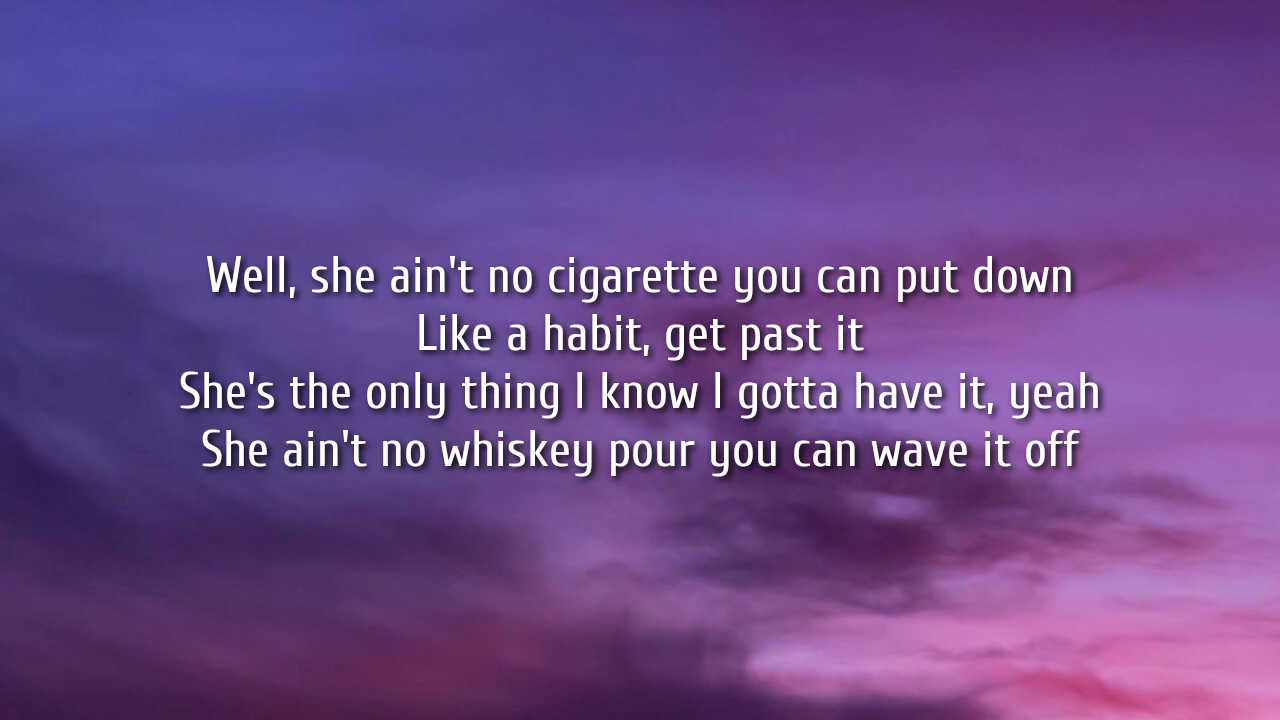 Well, she ain't no cigarette you can put down
Like a habit, get past it
She's the only thing I know I gotta have it, yeah
She ain't no whiskey pour you can wave it off